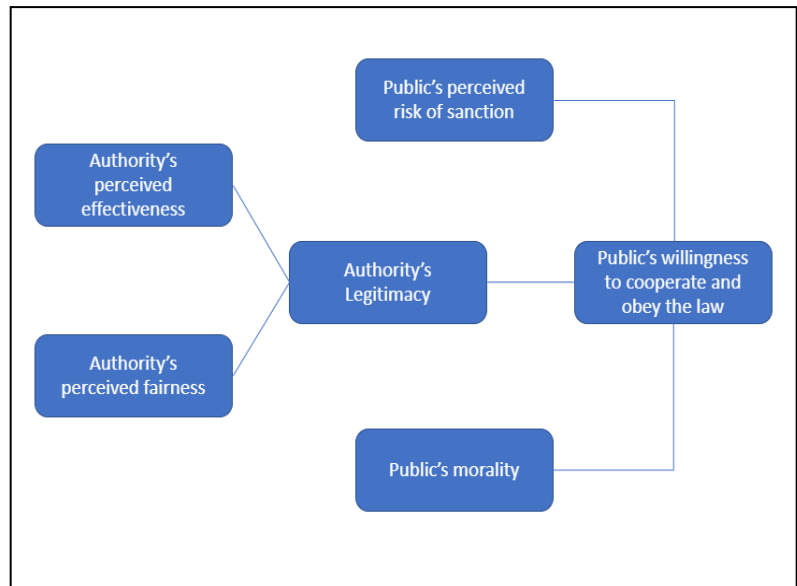 Public's perceived
risk of sanction
Authority's
perceived
effectiveness
Authority's
Legitimacy
Public's willingness
to cooperate and
obey the law
Authority's
perceived fairness
Public's morality